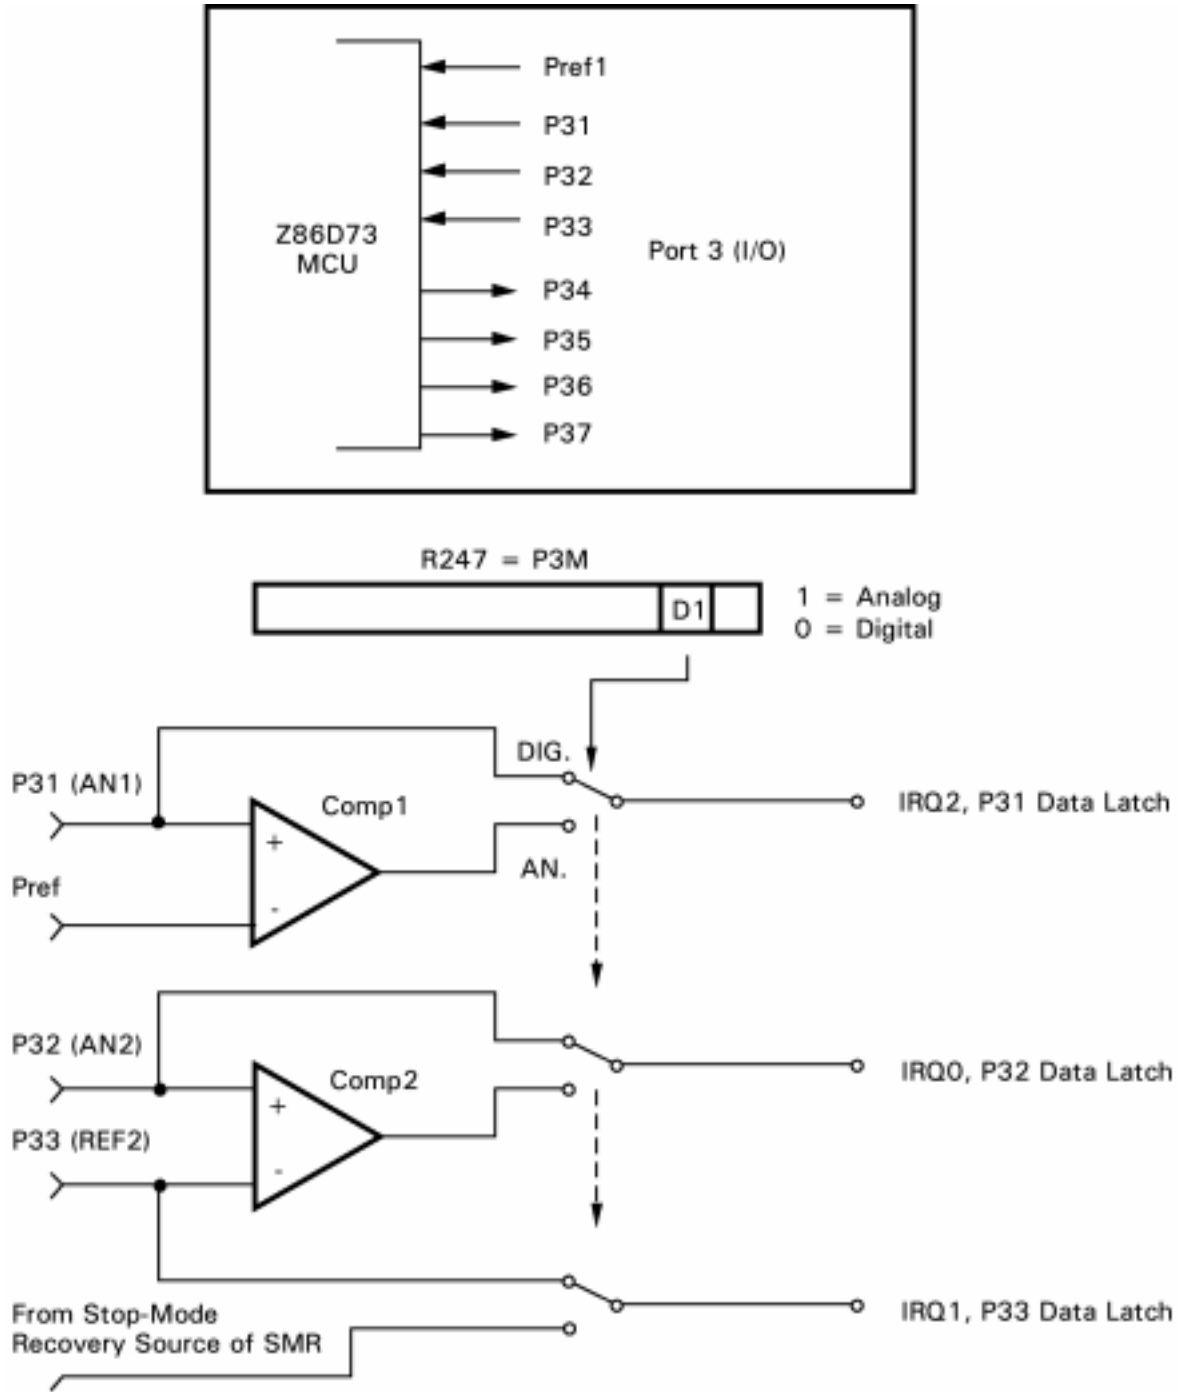 Pref1
P31
P32
P33
Z86D73
MCU
Port 3 (I/O)
P34
P35
P36
P37
R247 = P3M
D1
1 = Analog
0 = Digital
DIG.
P31 (AN1)
Comp1
IRQ2, P31 Data Latch
+
AN.
Pref
-
P32 (AN2)
Comp2
IRQ0, P32 Data Latch
+
P33 (REF2)
-
From Stop-Mode
Recovery Source of SMR
IRQ1, P33 Data Latch